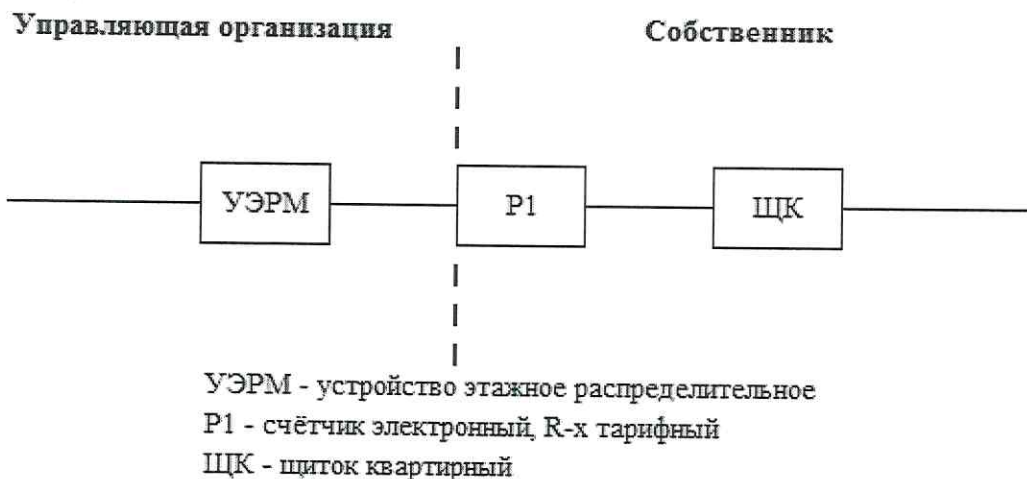 Управляющая организация
Собственник
УЭРМ
Р1
ЩК
УЭРМ - устройство этажное распределительное
Р1 - счётчик электронный, R-х тарифный
ЩК - щиток квартирный